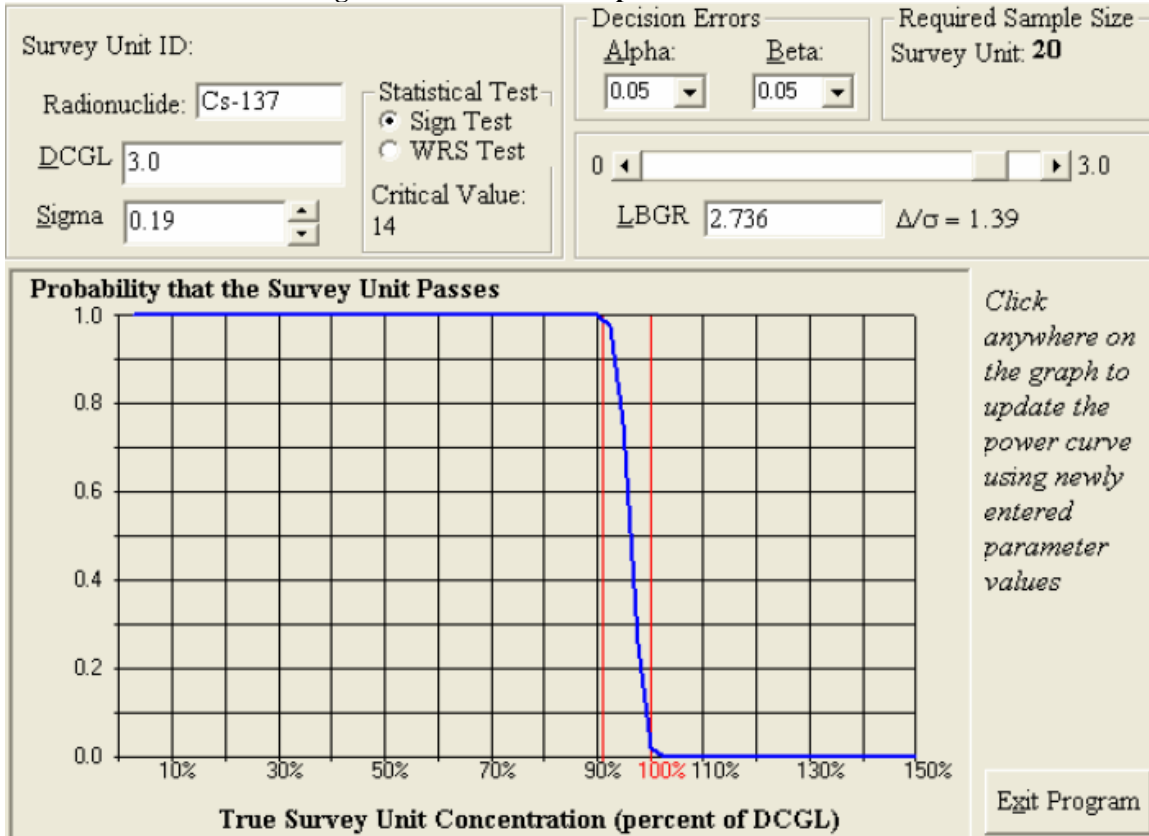 Survey Unit ID:
Radionuclide: Cs-137
DCGL 3.0
Sigma 0.19
Statistical Test
Sign Test
WRS Test
Critical Value:
14
Decision Errors
Alpha: Beta:
0.05 0.05
Required Sample Size
Survey Unit: 20
0 3.0
LBGR 2.736 Δ/σ = 1.39
Probability that the Survey Unit Passes
1.0
0.8
0.6
0.4
0.2
0.0
10% 30% 50% 70% 90% 100% 110% 130% 150%
True Survey Unit Concentration (percent of DCGL)
Click
anywhere on
the graph to
update the
power curve
using newly
entered
parameter
values
Exit Program